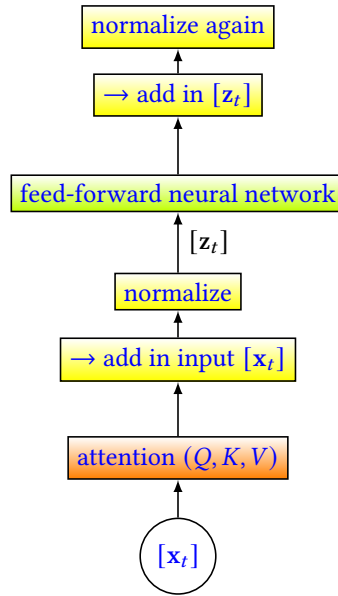 normalize again
→ add in [z_t]
feed-forward neural network
[z_t]
normalize
→ add in input [x_t]
attention (Q, K, V)
[x_t]